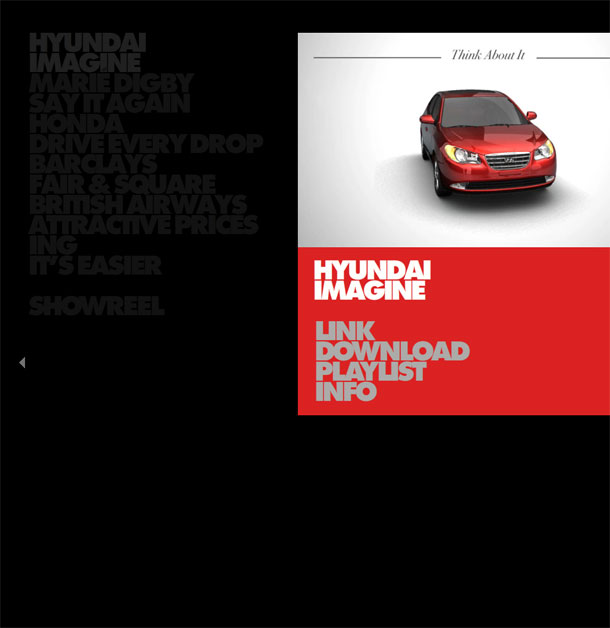 HYUNDAI
IMAGINE
MARIE DIGBY
SAY IT AGAIN
HONDA
DRIVE EVERY DROP
BARCLAYS
FAIR & SQUARE
BRITISH AIRWAYS
ATTRACTIVE PRICES
ING
IT'S EASIER
SHOWREEL
Think About It
HYUNDAI
IMAGINE
LINK
DOWNLOAD
PLAYLIST
INFO